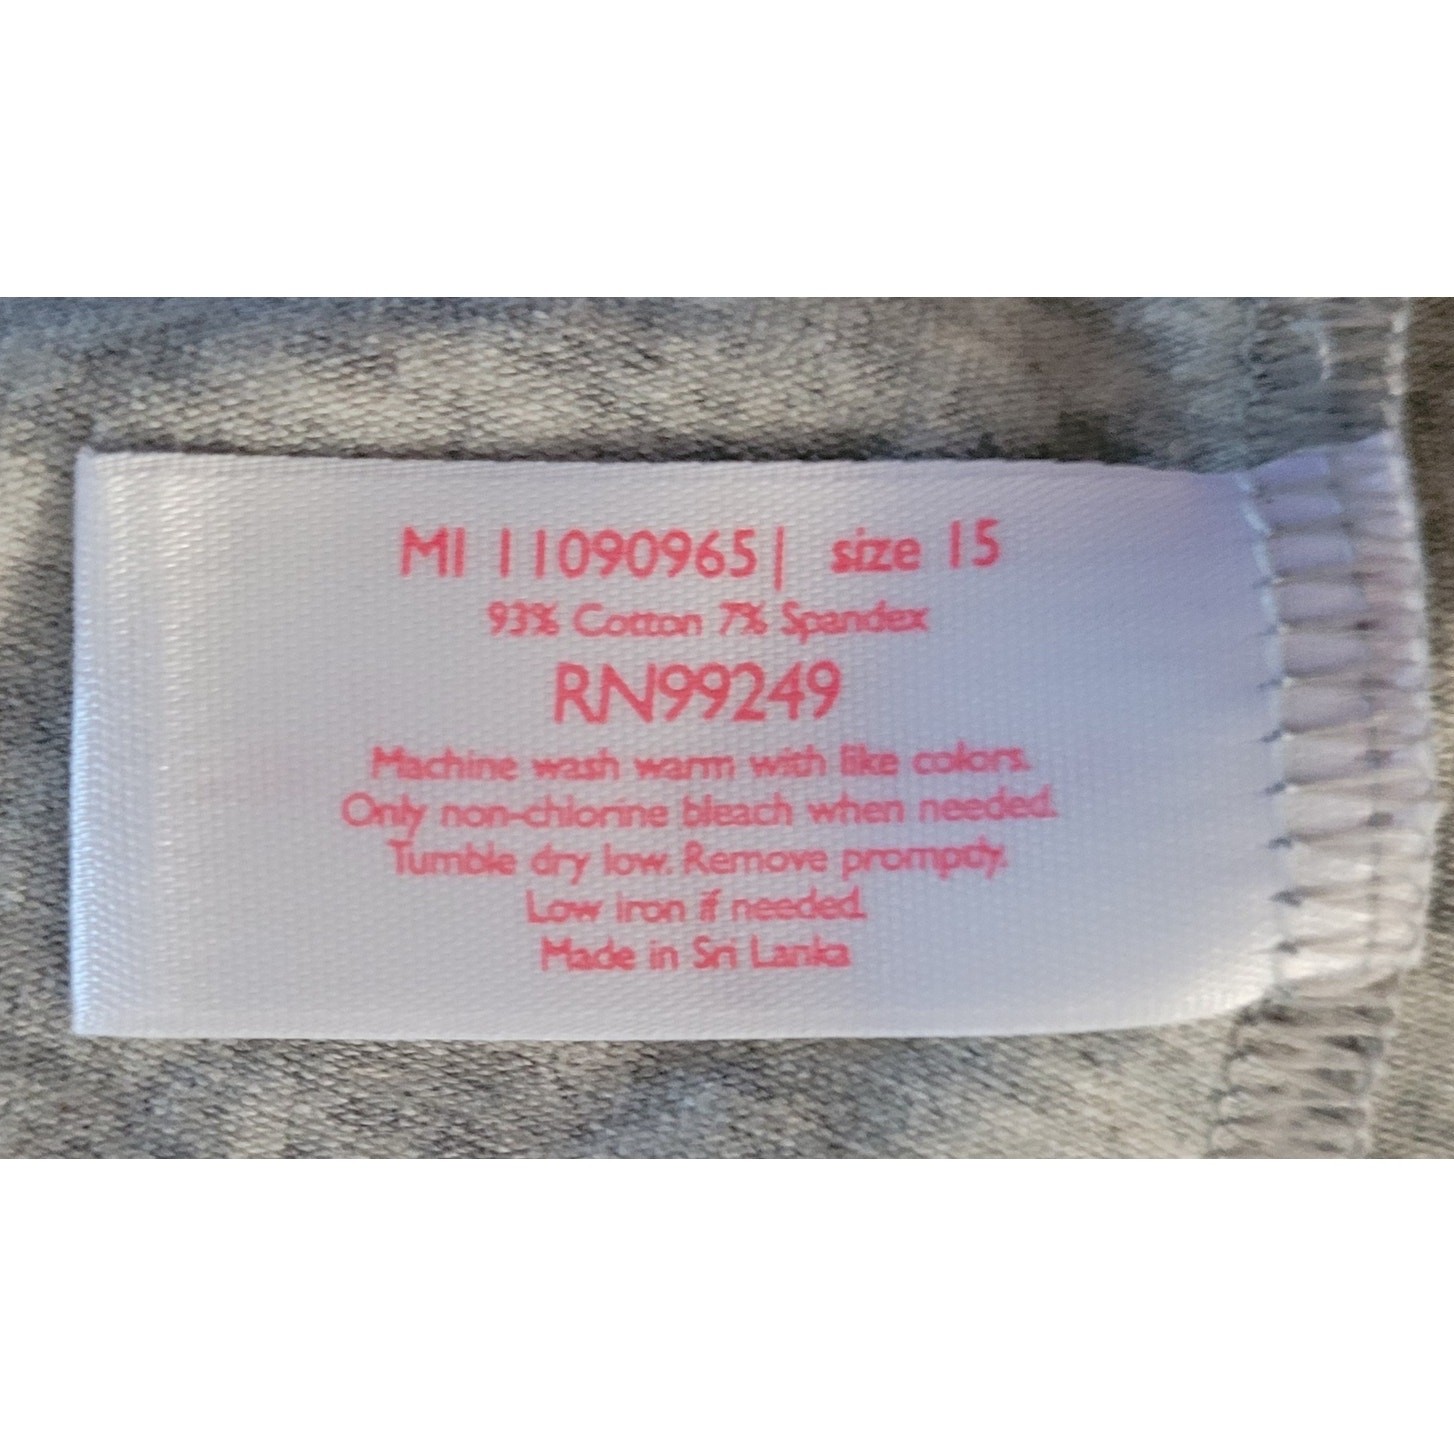 MI 11090965| size 15
93% Cotton 7% Spandex
RN99249
Machine wash warm with like colors.
Only non-chlorine bleach when needed.
Tumble dry low. Remove promptly.
Low iron if needed.
Made in Sri Lanka